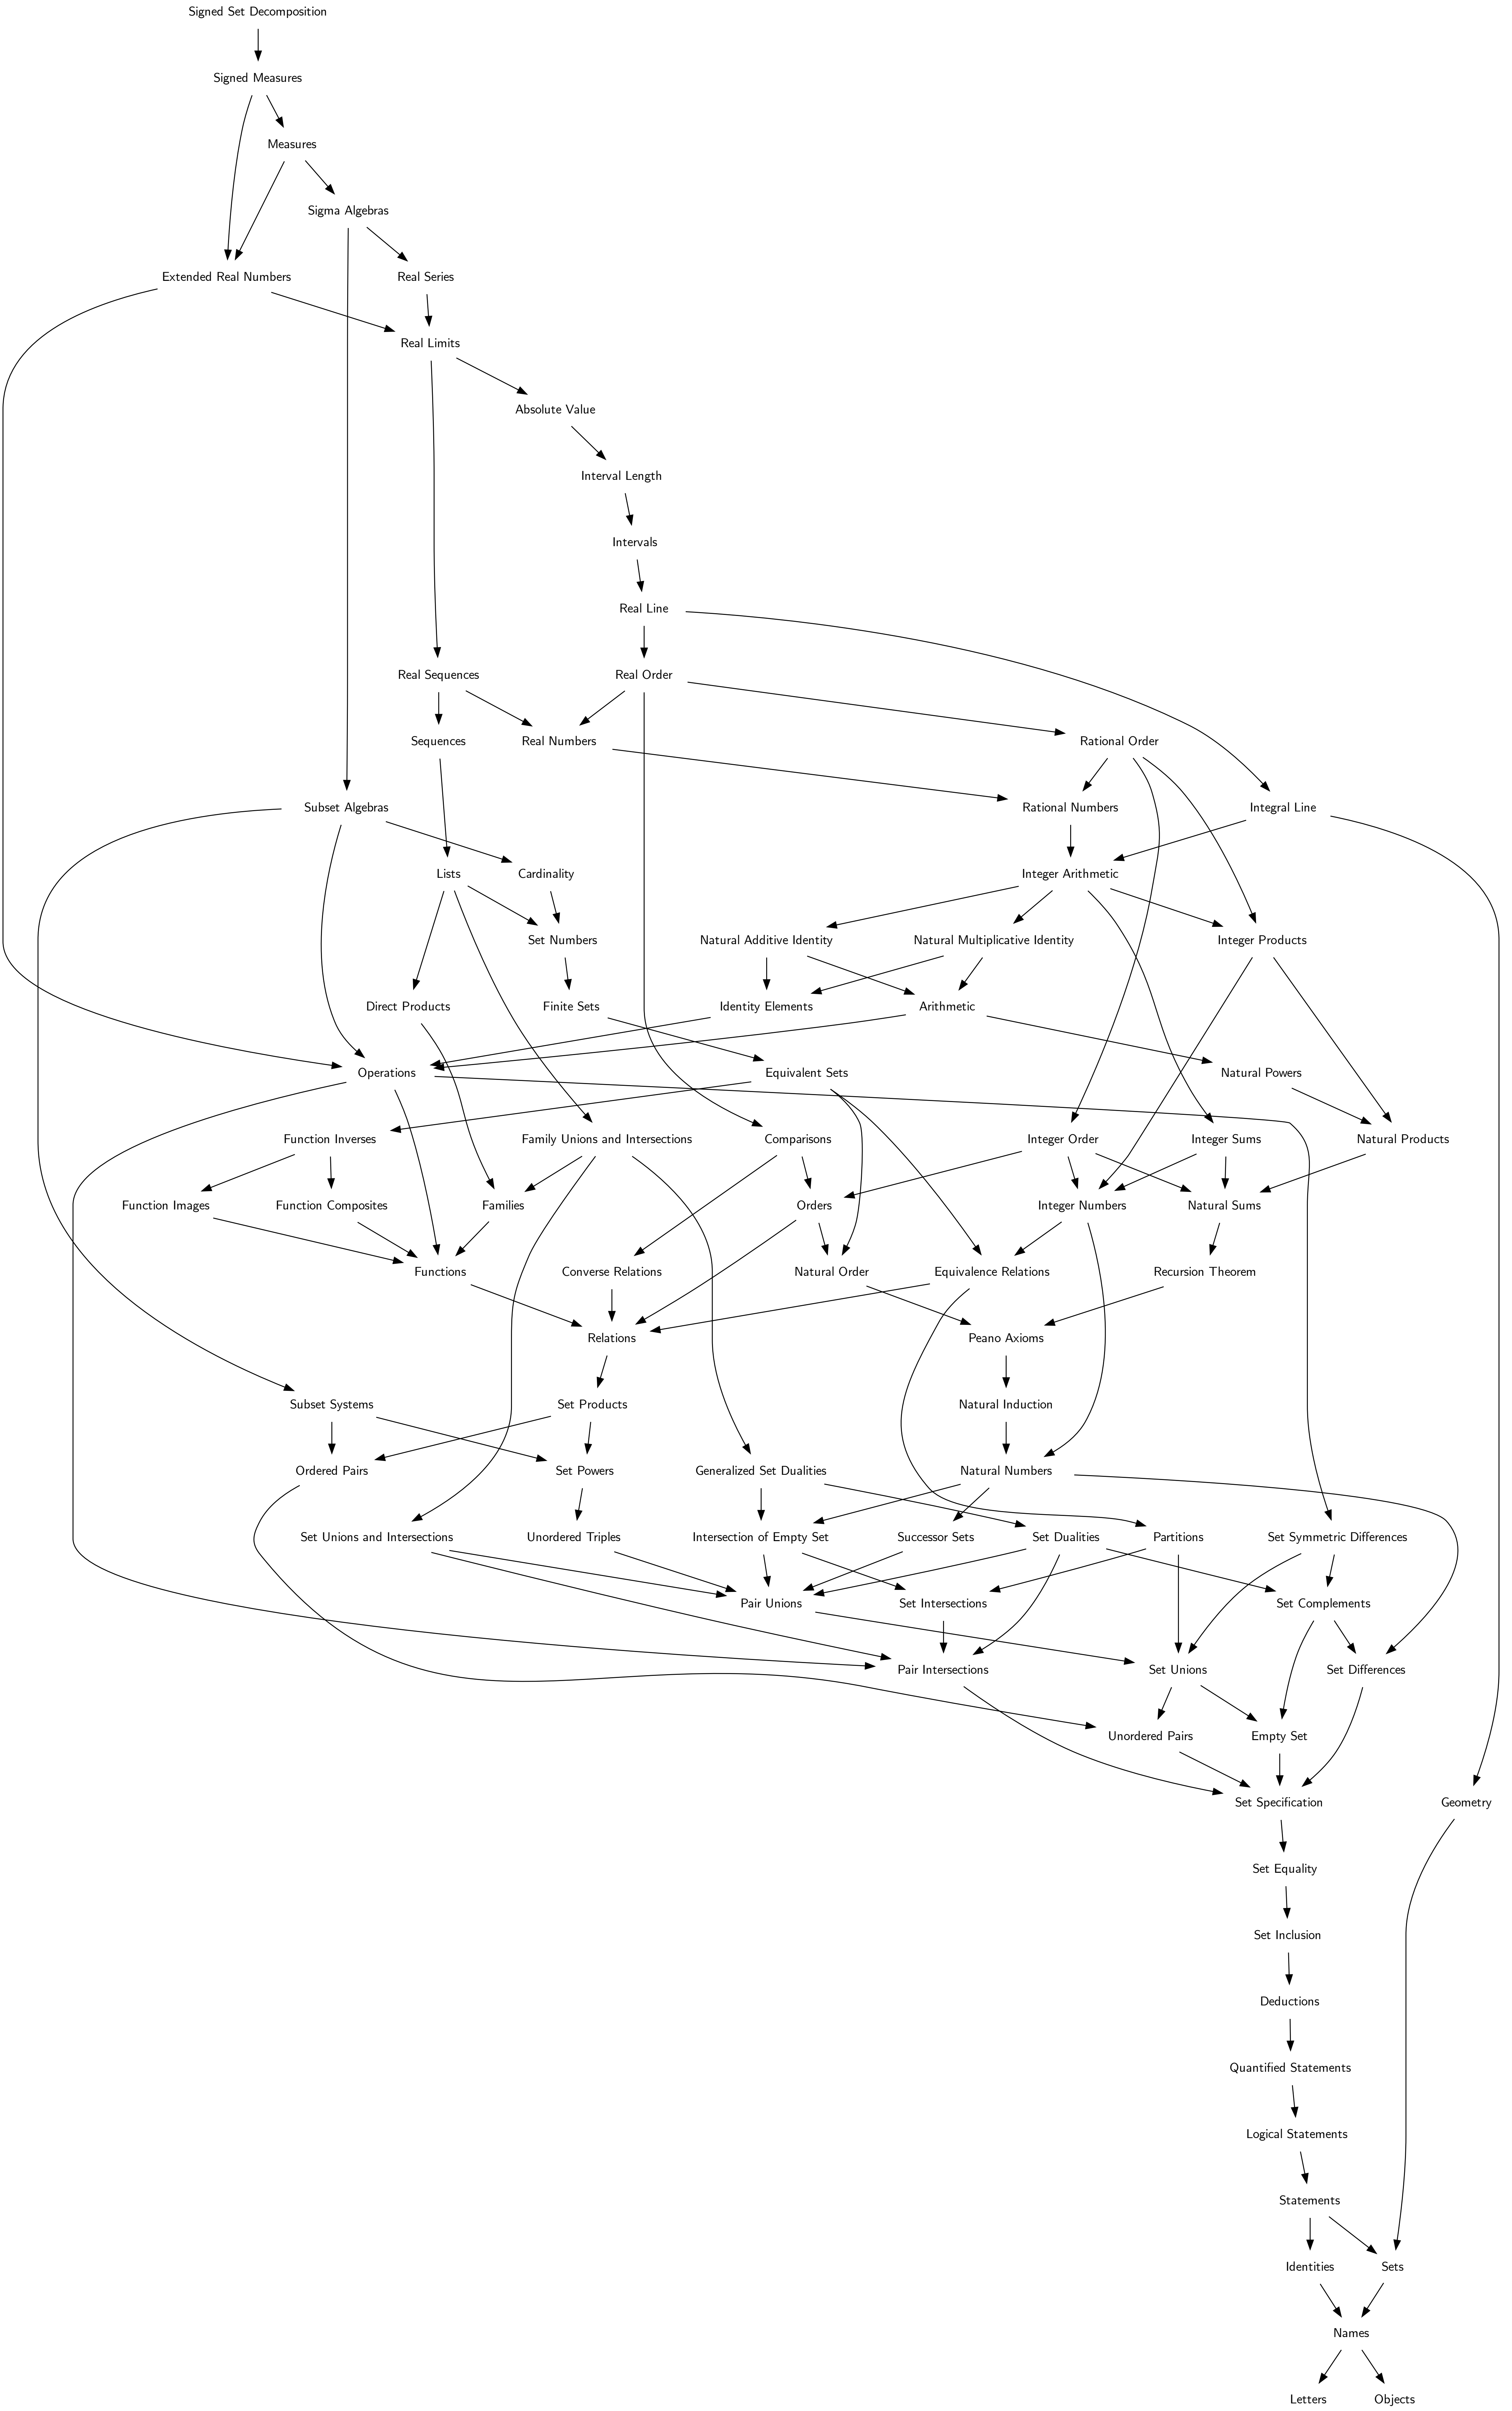 Signed Set Decomposition
Signed Measures
Measures
Sigma Algebras
Extended Real Numbers
Real Series
Real Limits
Absolute Value
Interval Length
Intervals
Real Line
Real Sequences
Real Order
Sequences
Real Numbers
Rational Order
Subset Algebras
Rational Numbers
Integral Line
Lists
Cardinality
Integer Arithmetic
Set Numbers
Natural Additive Identity
Natural Multiplicative Identity
Integer Products
Direct Products
Finite Sets
Identity Elements
Arithmetic
Operations
Equivalent Sets
Natural Powers
Function Inverses
Family Unions and Intersections
Comparisons
Integer Order
Integer Sums
Natural Products
Function Images
Function Composites
Families
Orders
Integer Numbers
Natural Sums
Functions
Converse Relations
Natural Order
Equivalence Relations
Recursion Theorem
Relations
Peano Axioms
Subset Systems
Set Products
Natural Induction
Ordered Pairs
Set Powers
Generalized Set Dualities
Natural Numbers
Set Unions and Intersections
Unordered Triples
Intersection of Empty Set
Successor Sets
Set Dualities
Partitions
Set Symmetric Differences
Pair Unions
Set Intersections
Set Complements
Pair Intersections
Set Unions
Set Differences
Unordered Pairs
Empty Set
Set Specification
Geometry
Set Equality
Set Inclusion
Deductions
Quantified Statements
Logical Statements
Statements
Identities
Sets
Names
Letters
Objects